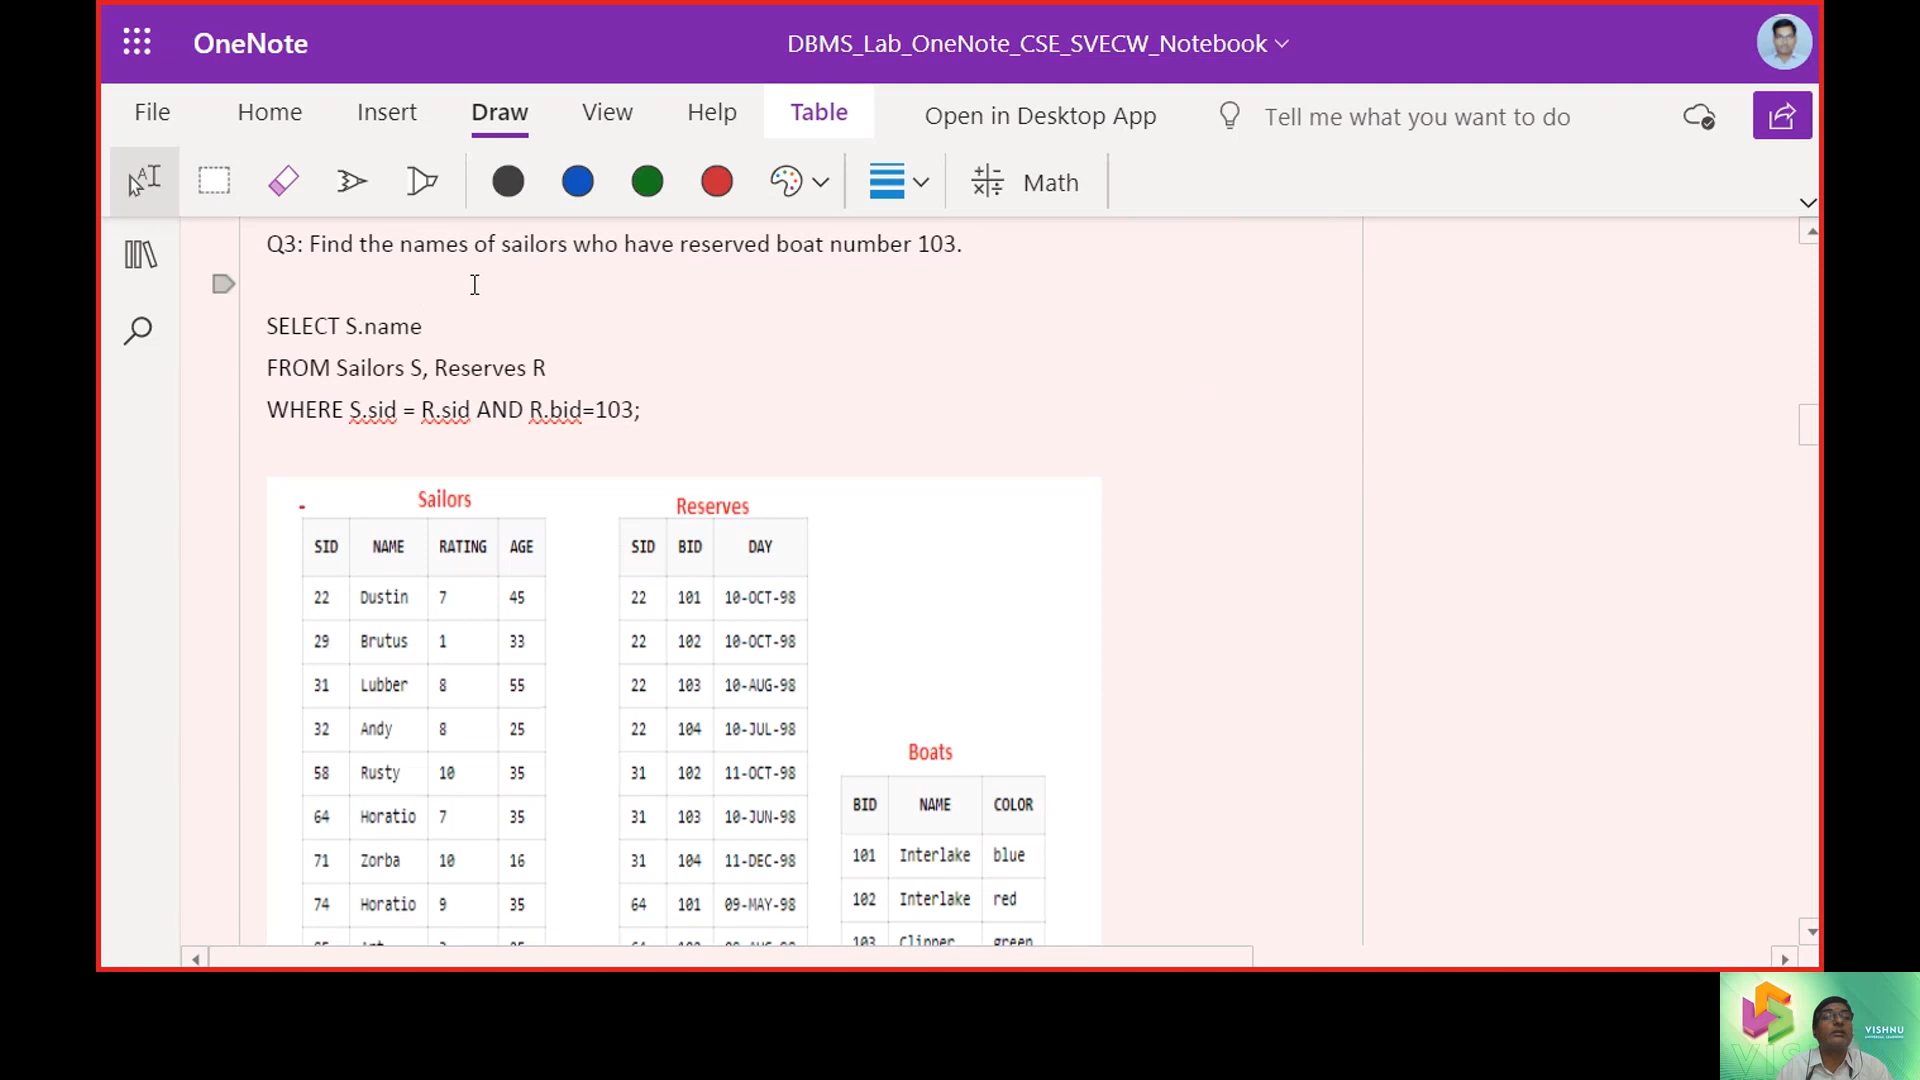 OneNote
DBMS_Lab_OneNote_CSE_SVECW_Notebook
File Home Insert Draw View Help Table Open in Desktop App Tell me what you want to do
Math
Q3: Find the names of sailors who have reserved boat number 103.
SELECT S.name
FROM Sailors S, Reserves R
WHERE S.sid = R.sid AND R.bid=103;
Sailors
SID NAME RATING AGE
22 Dustin 7 45
29 Brutus 1 33
31 Lubber 8 55
32 Andy 8 25
58 Rusty 10 35
64 Horatio 7 35
71 Zorba 10 16
74 Horatio 9 35
Reserves
SID BID DAY
22 101 10-OCT-98
22 102 10-OCT-98
22 103 10-AUG-98
22 104 10-JUL-98
31 102 11-OCT-98
31 103 10-JUN-98
31 104 11-DEC-98
64 101 09-MAY-98
Boats
BID NAME COLOR
101 Interlake blue
102 Interlake red
103 Clipper green
VISHNU